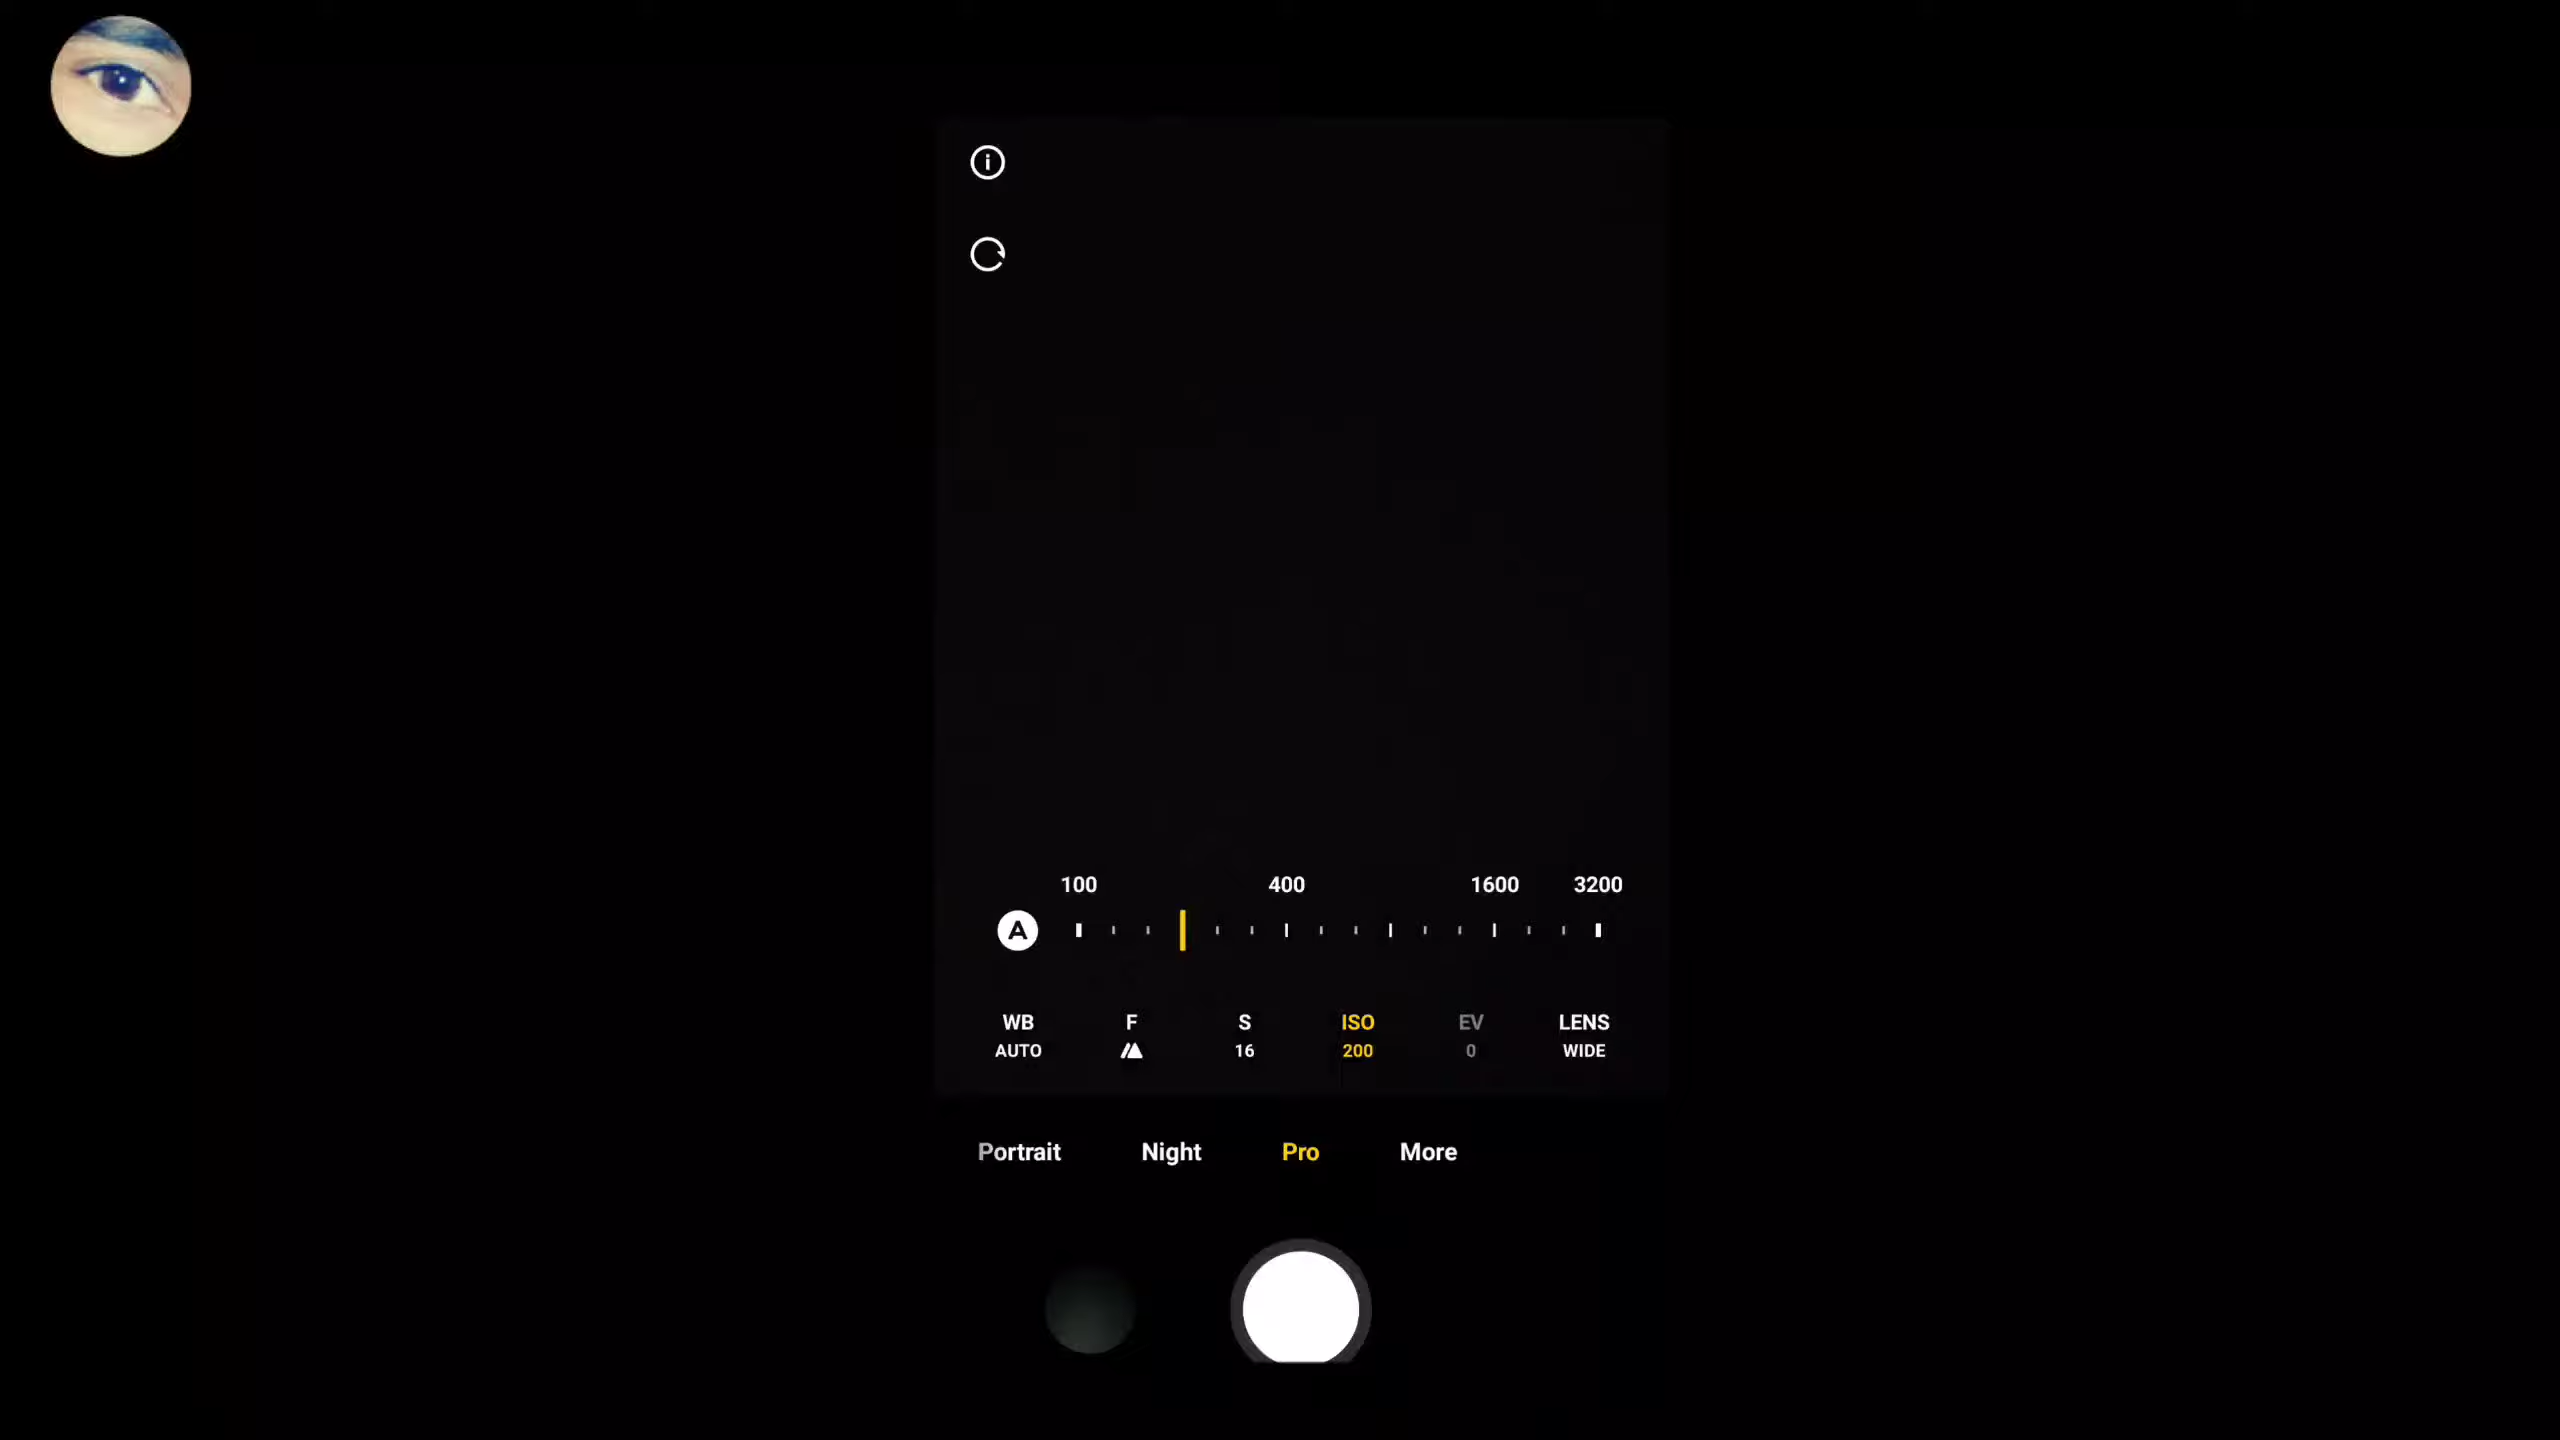 100 400 1600 3200
A
WB F S ISO EV LENS
AUTO 16 200 0 WIDE
Portrait Night Pro More